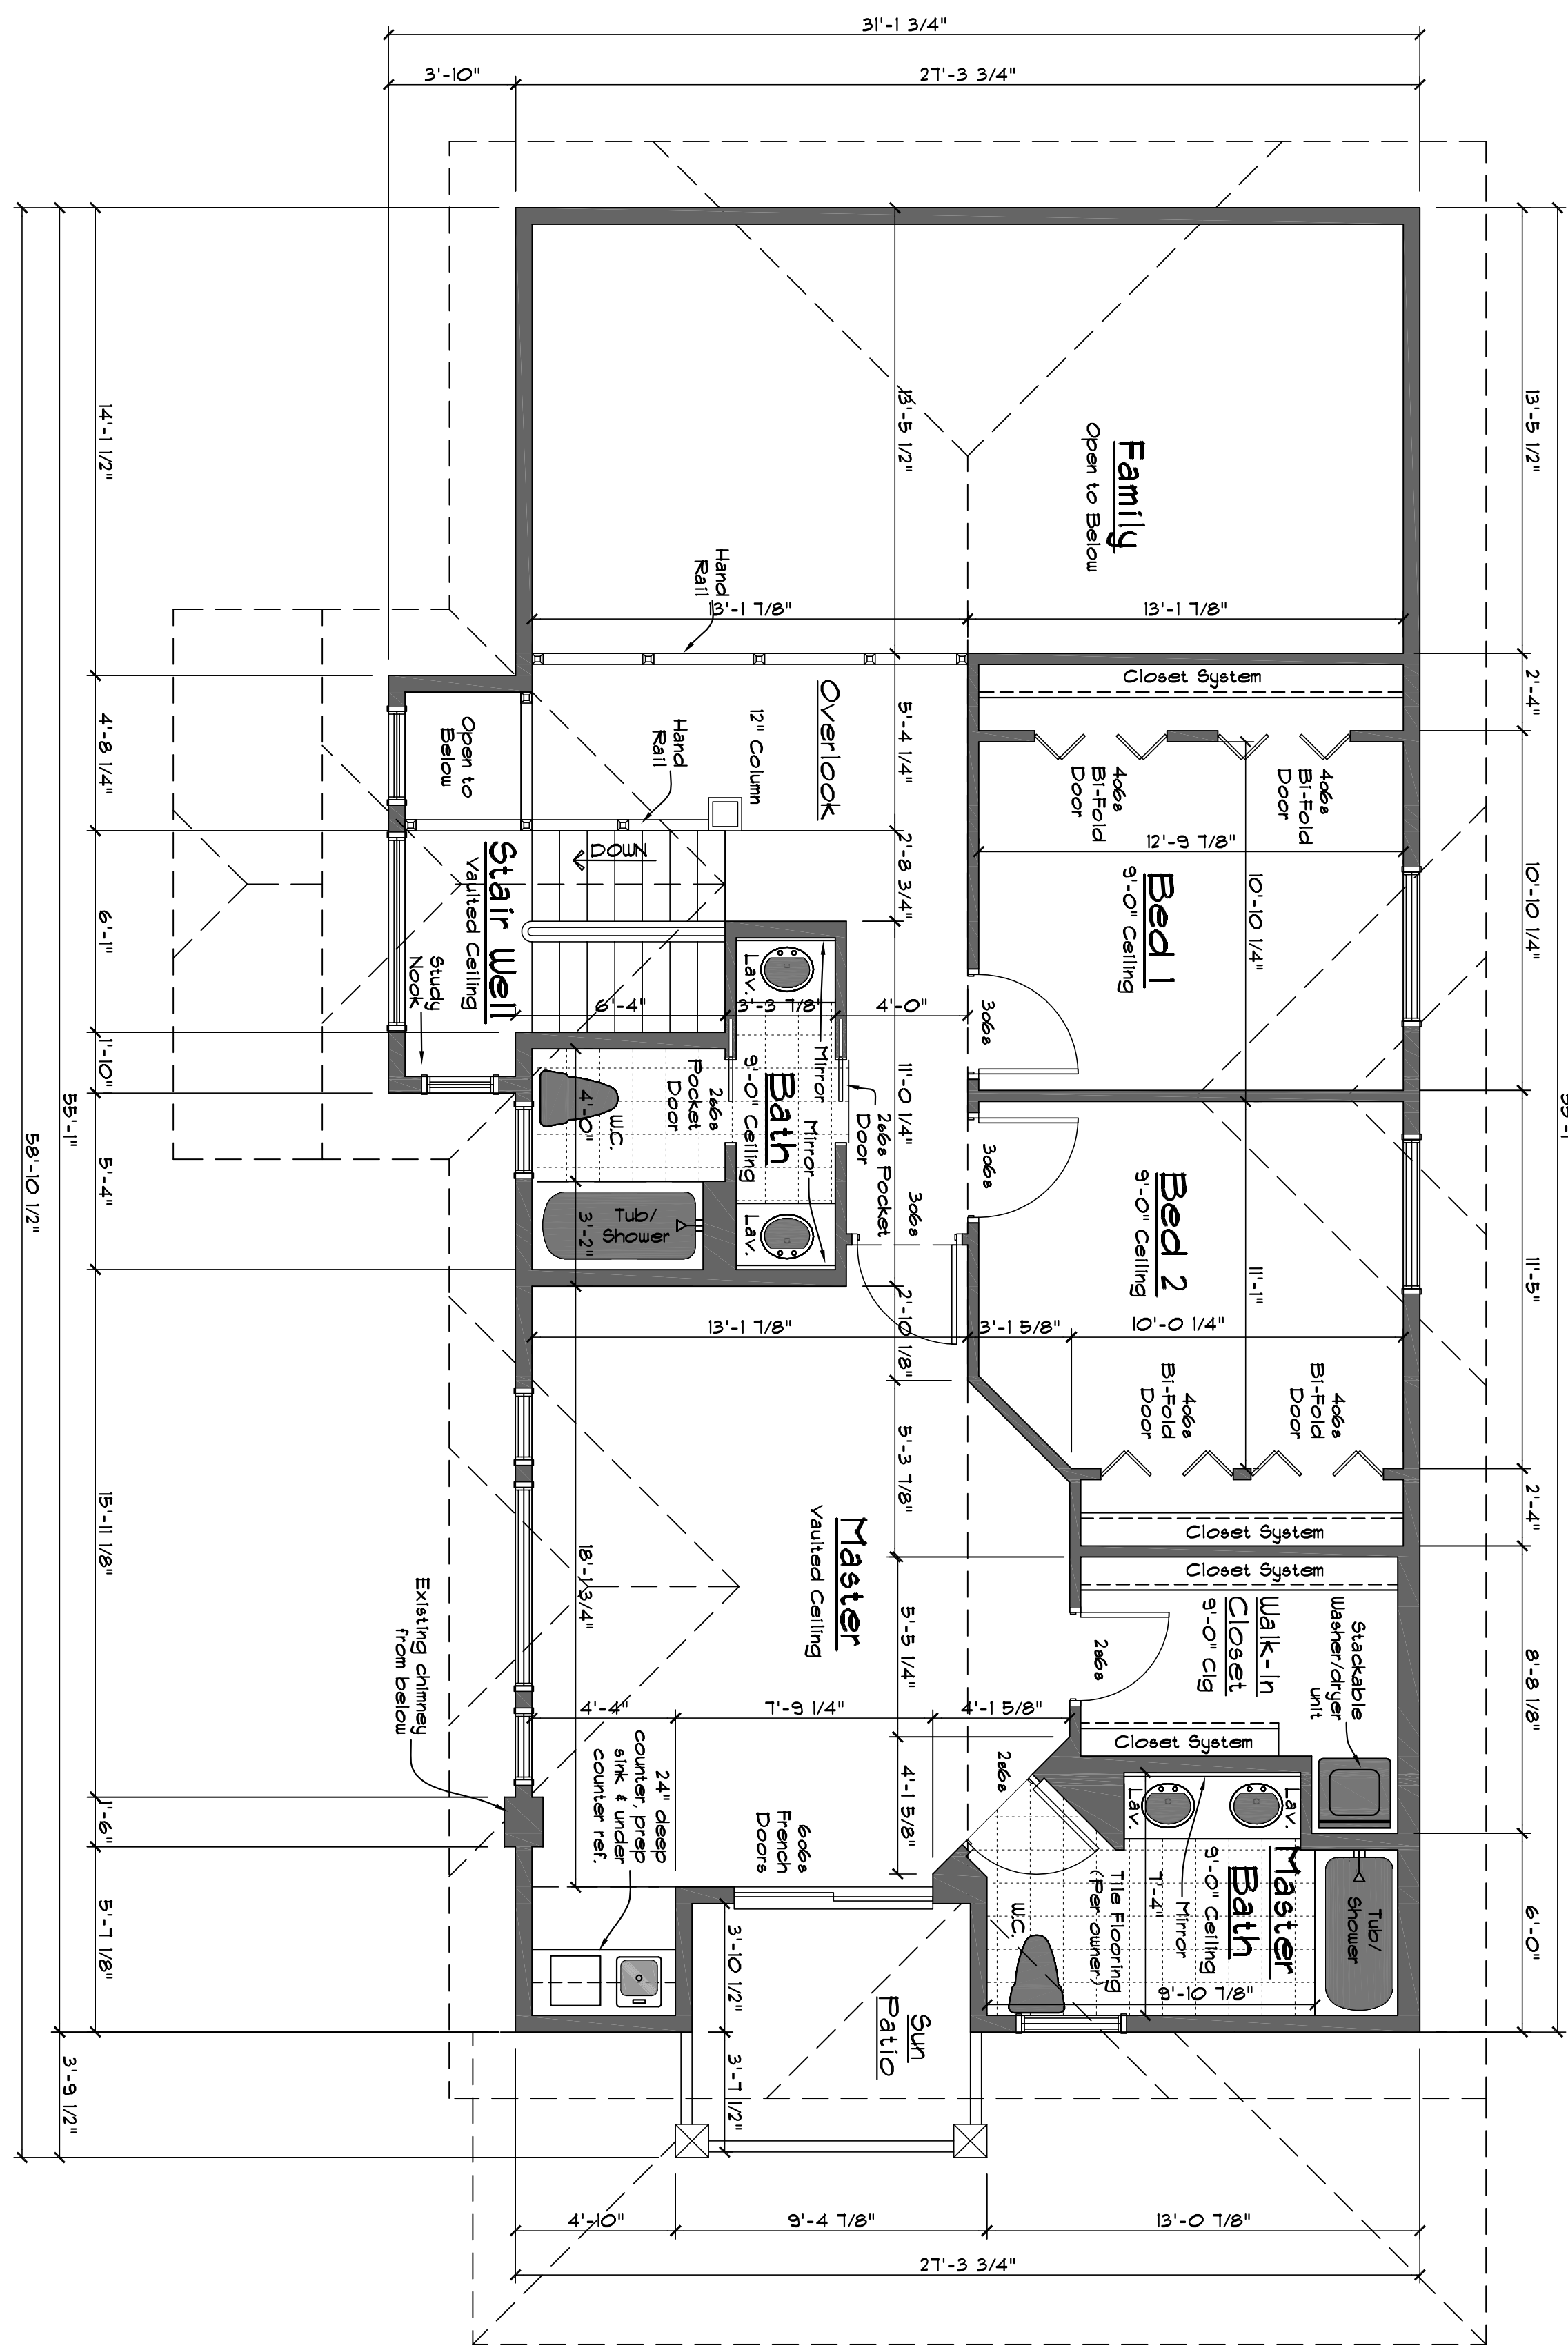 31'-1 3/4"
3'-10"
27'-3 3/4"
13'-5 1/2"
2'-4"
10'-10 1/4"
11'-5"
2'-4"
8'-8 1/8"
6'-0"
Family
Open to Below
13'-5 1/2"
13'-1 7/8"
13'-1 7/8"
Hand
Rail
Closet System
4068
Bi-Fold
Door
4068
Bi-Fold
Door
12'-9 7/8"
10'-10 1/4"
Bed 1
9'-0" Ceiling
3068
Overlook
12" Column
Hand
Rail
5'-4 1/4"
2'-8 3/4"
Open to
Below
DOWN
Stair Well
Vaulted Ceiling
Study
Nook
6'-4"
3'-3 7/8"
4'-0"
Lav.
Mirror
Bath
9'-0" Ceiling
2668
Pocket
Door
2668 Pocket
Door
11'-0 1/4"
W.C.
4'-0"
3'-2"
Tub/
Shower
Mirror
Lav.
3068
3068
Bed 2
9'-0" Ceiling
11'-1"
13'-1 7/8"
3'-1 5/8"
10'-0 1/4"
2'-10 1/8"
4068
Bi-Fold
Door
4068
Bi-Fold
Door
5'-3 7/8"
Closet System
Closet System
Master
Vaulted Ceiling
18'-1 3/4"
Walk-In
Closet
9'-0" Clg
Stackable
Washer/dryer
unit
2868
5'-5 1/4"
Closet System
4'-4"
7'-9 1/4"
4'-1 5/8"
4'-1 5/8"
2868
24" deep
counter, prep
sink & under
counter ref.
6068
French
Doors
Existing chimney
from below
Lav.
Lav.
Mirror
Master
Bath
9'-0" Ceiling
7'-4"
Tile Flooring
(Per owner)
W.C.
9'-10 7/8"
Tub/
Shower
Sun
Patio
3'-10 1/2"
3'-7 1/2"
14'-1 1/2"
4'-8 1/4"
6'-1"
1'-10"
5'-4"
15'-11 1/8"
1'-6"
5'-7 1/8"
55'-1"
3'-9 1/2"
58'-10 1/2"
4'-10"
9'-4 7/8"
13'-0 7/8"
27'-3 3/4"